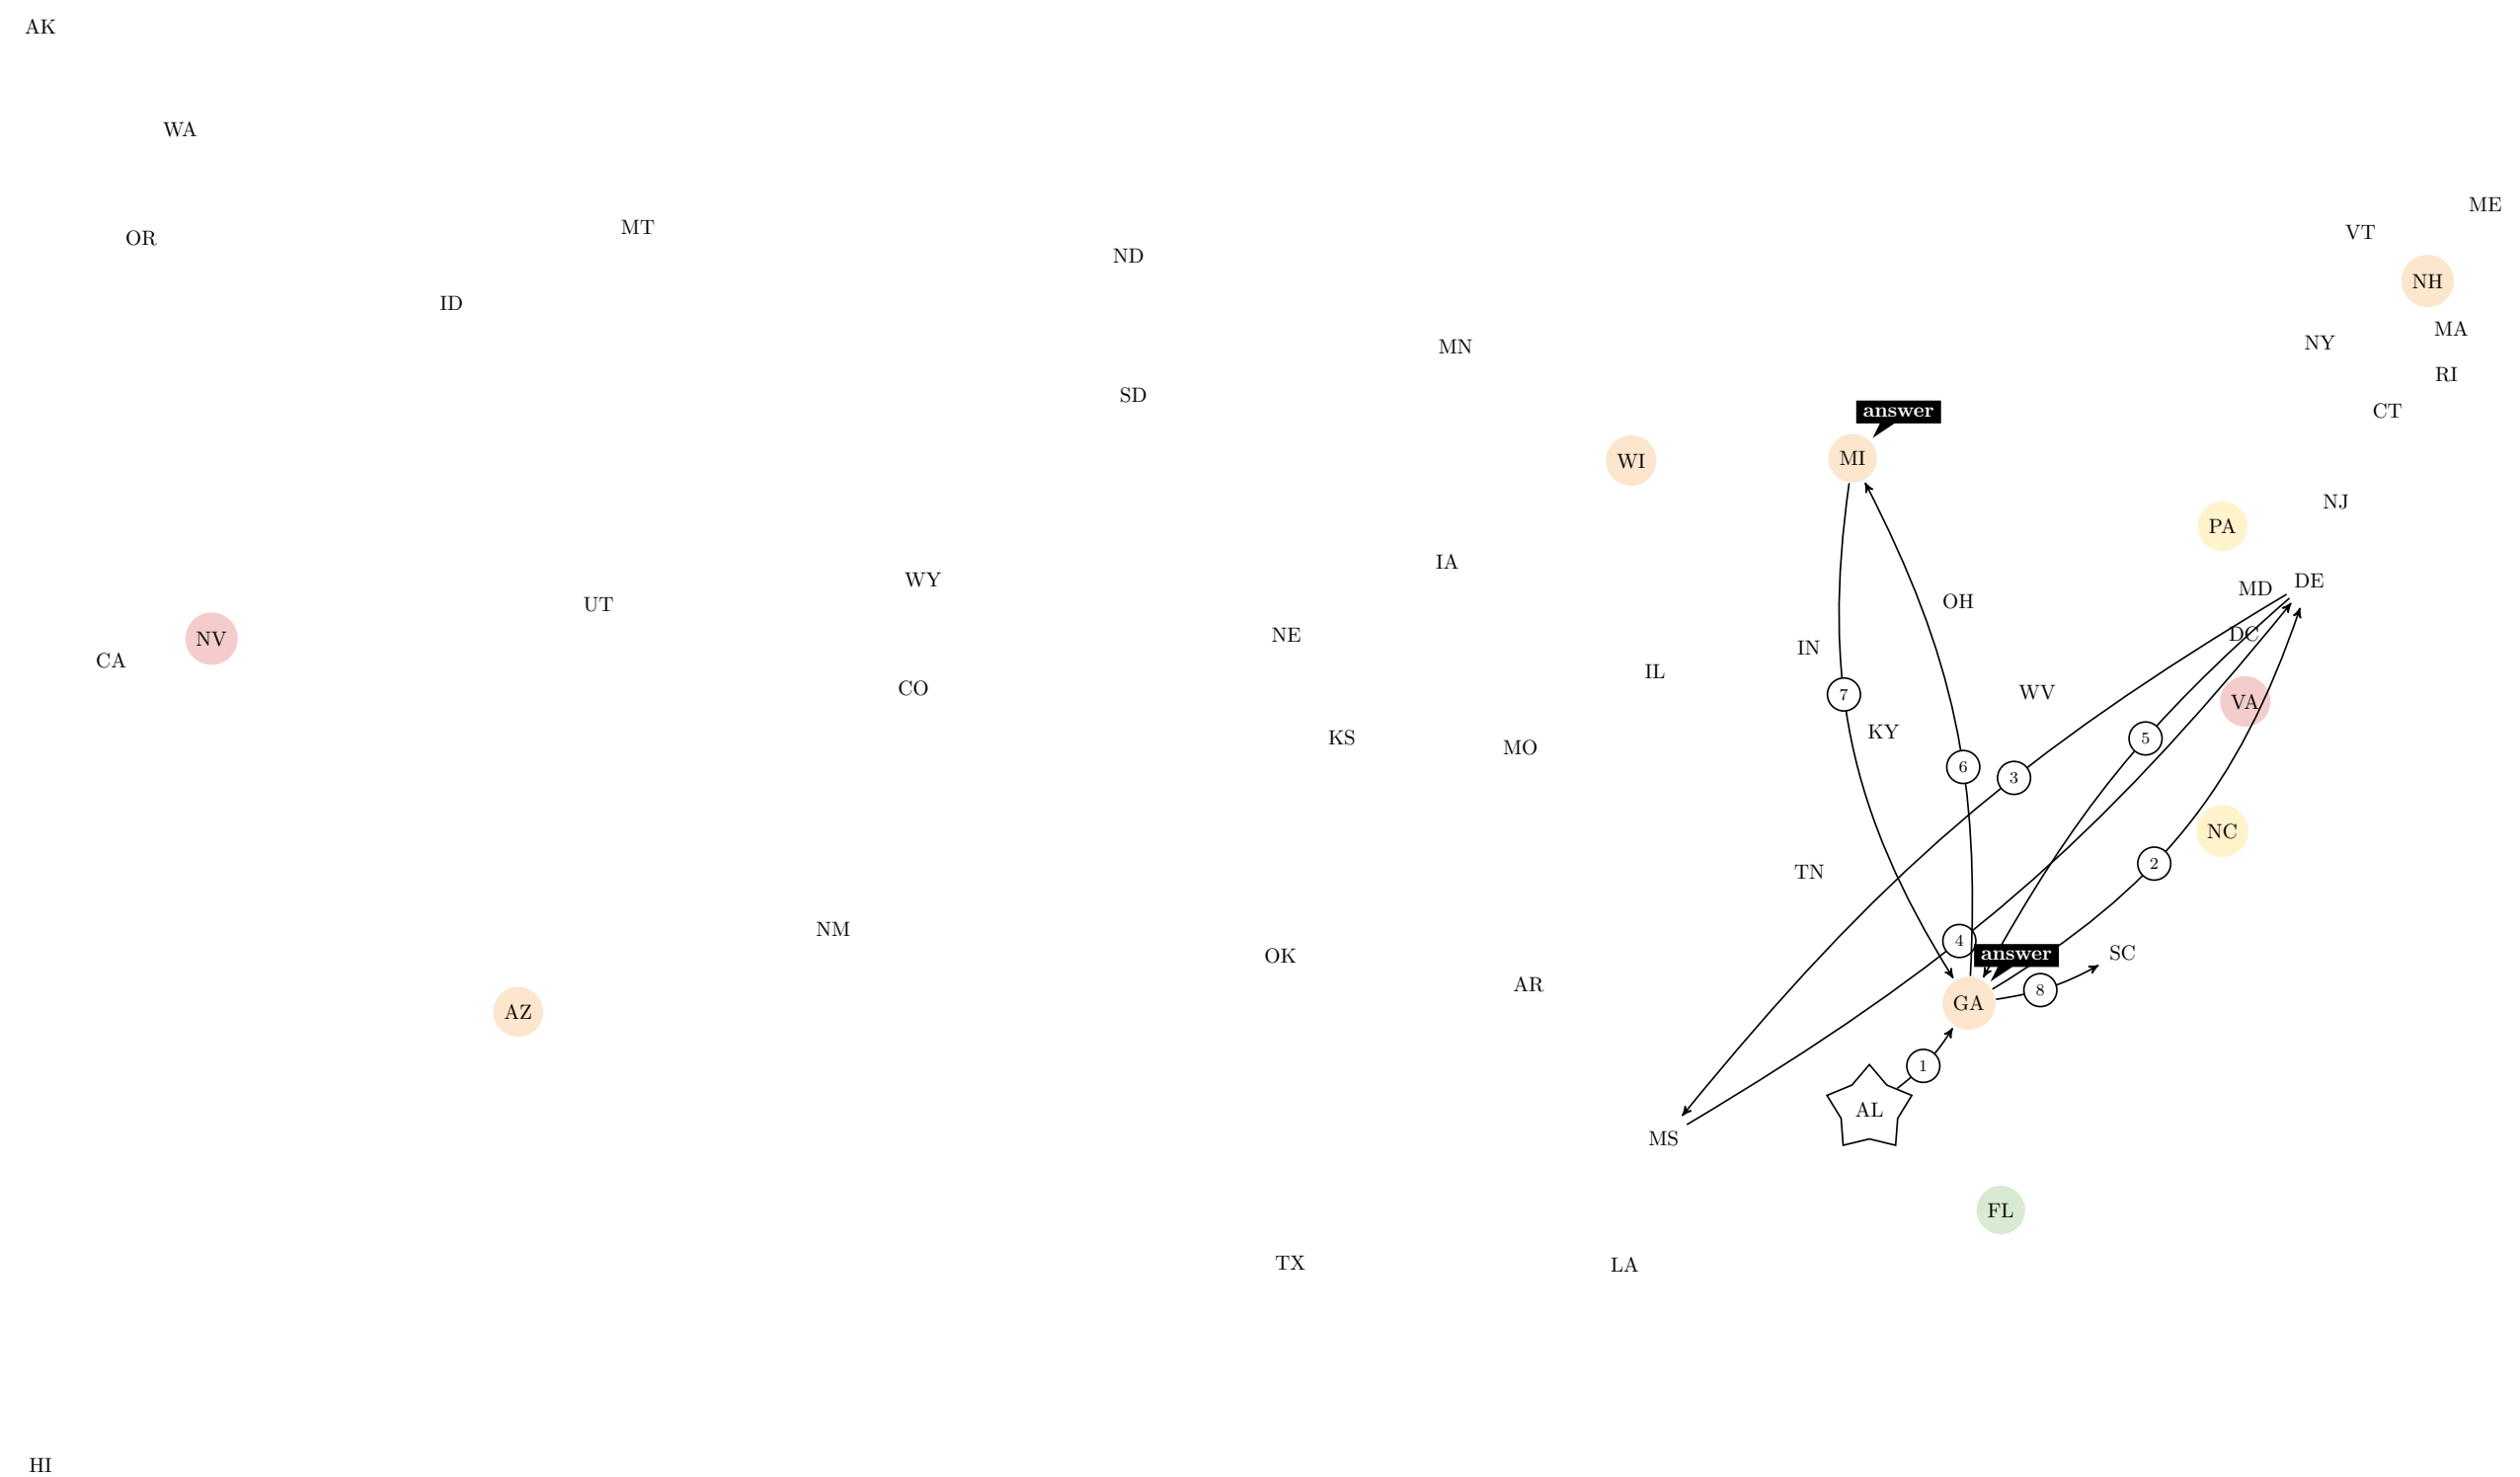 AK
WA
ME
MT
VT
OR
ND
NH
ID
MA
NY
MN
RI
SD
CT
answer
MI
WI
NJ
PA
IA
WY
DE
MD
OH
UT
DC
NE
NV
IN
CA
IL
CO
WV
7
VA
KY
KS
5
MO
6
3
NC
2
TN
NM
4
SC
answer
OK
AR
8
GA
AZ
1
AL
MS
FL
TX
LA
HI